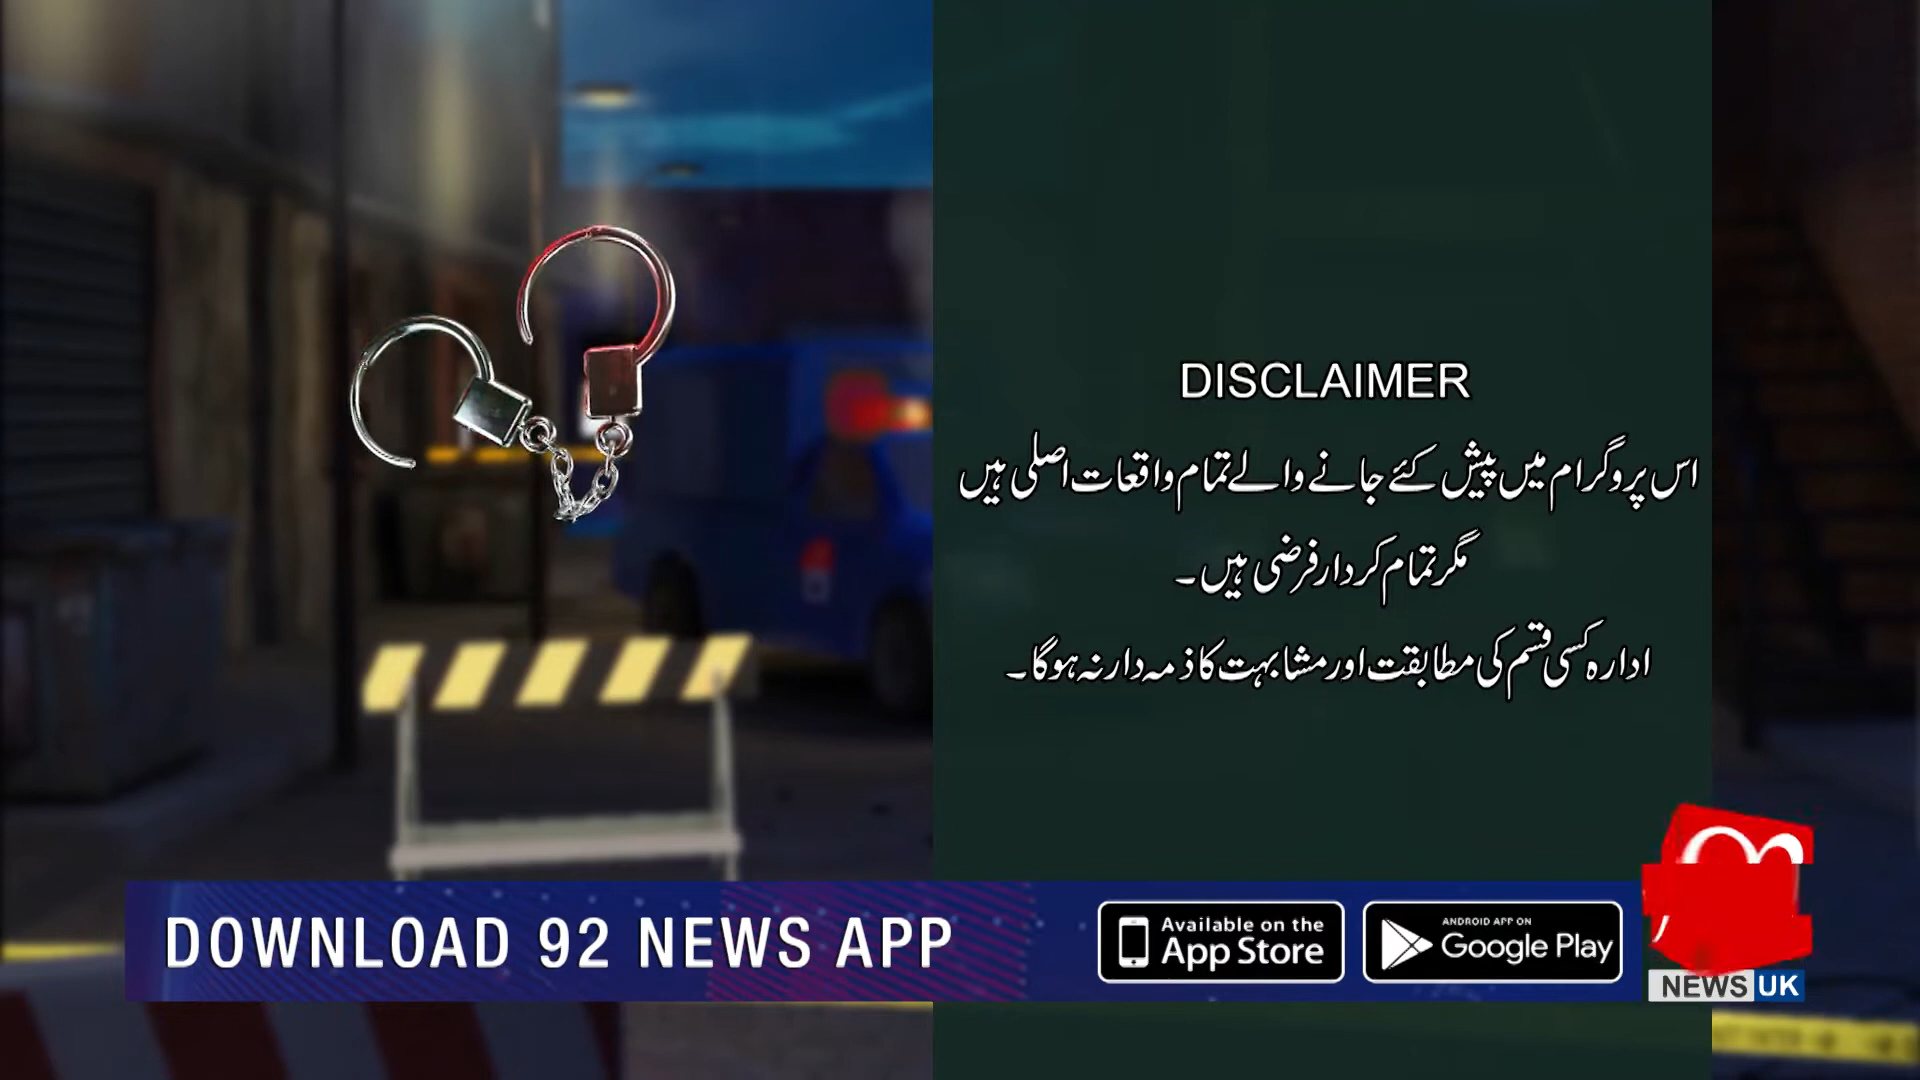 DISCLAIMER
اس پروگرام میں پیش کئے جانے والے تمام واقعات اصلی ہیں
مگر تمام کردار فرضی ہیں۔
ادارہ کسی قسم کی مطابقت اور مشابہت کا ذمہ دار نہ ہوگا۔
DOWNLOAD 92 NEWS APP
Available on the
App Store
ANDROID APP ON
Google Play
NEWS UK